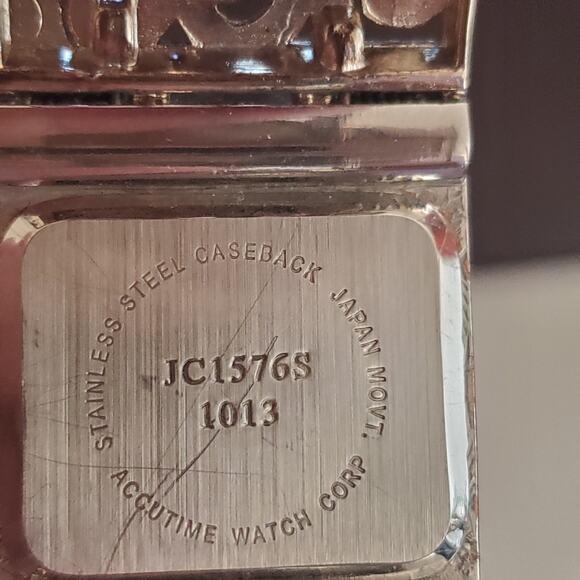 STAINLESS STEEL CASEBACK JAPAN MOVT.
JC1576S
1013
ACCUTIME WATCH CORP